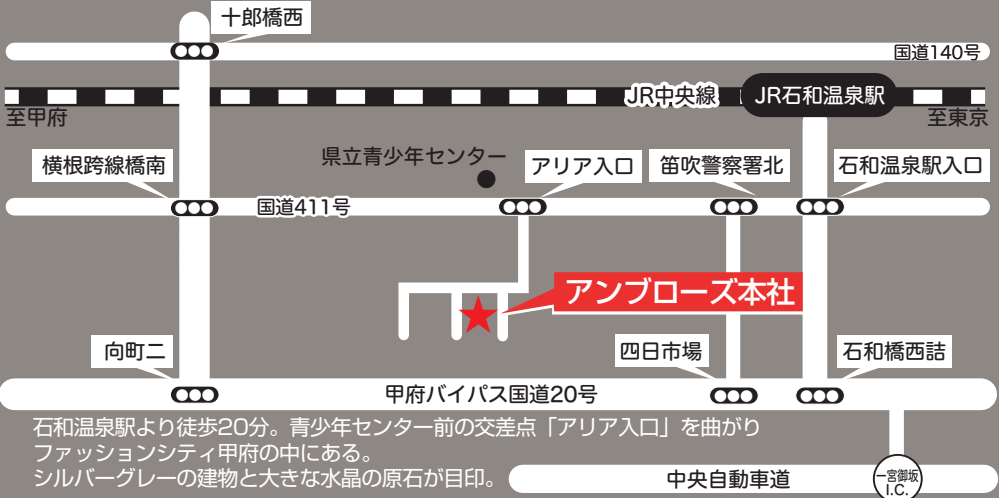 十郎橋西
国道140号
JR中央線
JR石和温泉駅
至甲府
至東京
県立青少年センター
横根跨線橋南
アリア入口
笛吹警察署北
石和温泉駅入口
国道411号
アンブローズ本社
向町二
四日市場
石和橋西詰
甲府バイパス国道20号
石和温泉駅より徒歩20分。青少年センター前の交差点「アリア入口」を曲がり
ファッションシティ甲府の中にある。
シルバーグレーの建物と大きな水晶の原石が目印。
中央自動車道
一宮御坂
I.C.